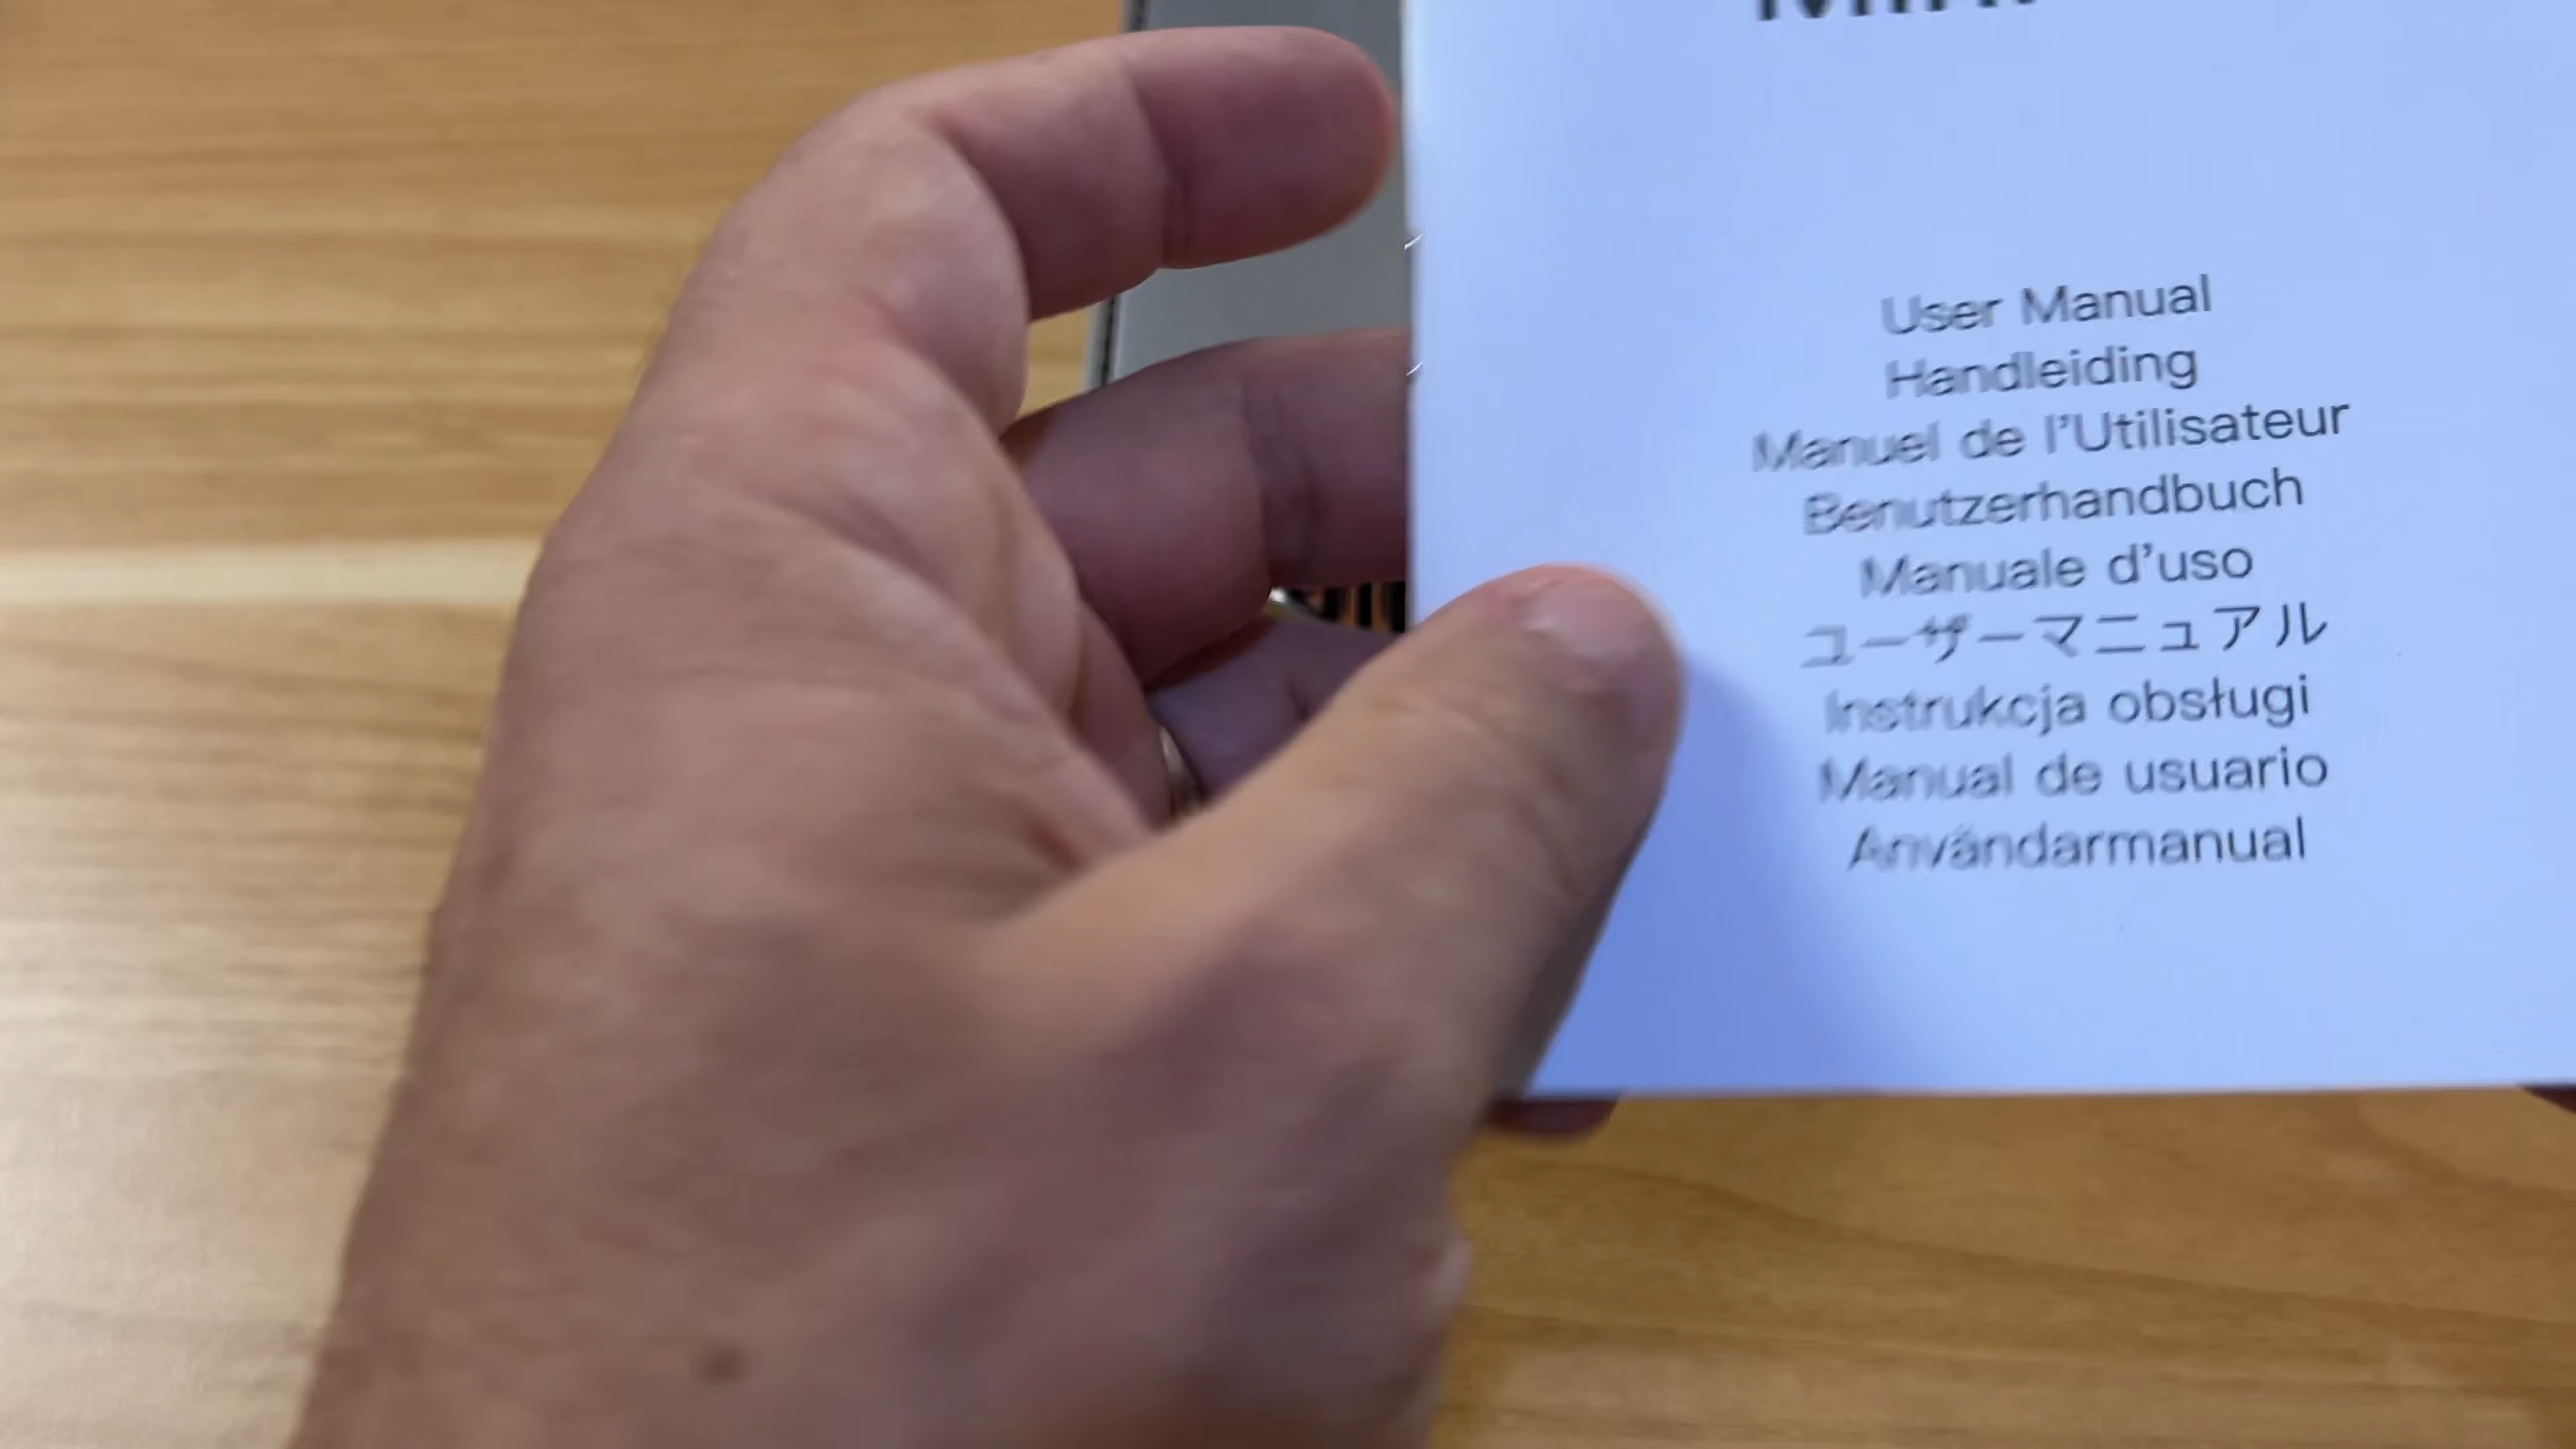 User Manual
Handleiding
Manuel de l'Utilisateur
Benutzerhandbuch
Manuale d'uso
ユーザーマニュアル
Instrukcja obsługi
Manual de usuario
Användarmanual